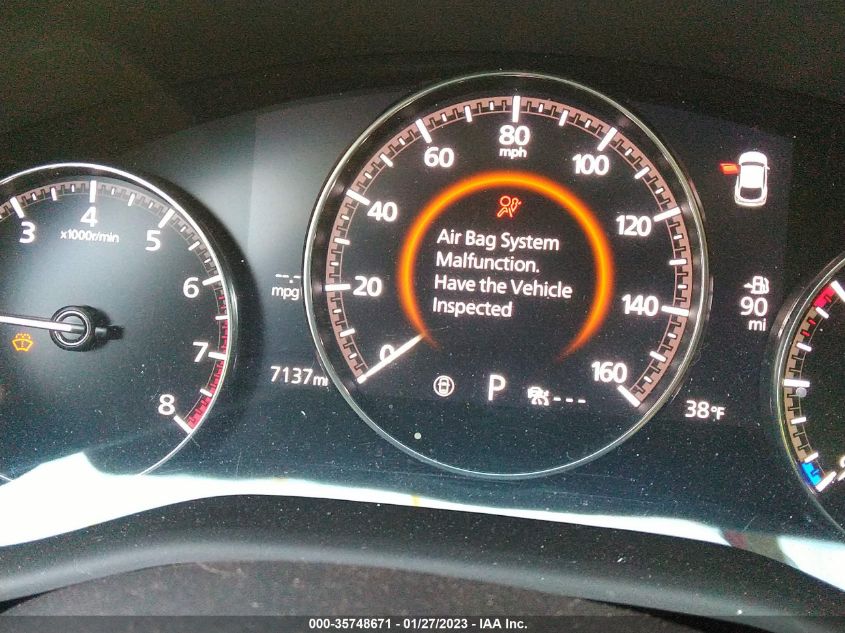 80
mph
60
100
40
120
20
140
0
160
Air Bag System
Malfunction.
Have the Vehicle
Inspected
3
4
5
x1000r/min
6
7
8
-.- 
mpg
7137mi
P
---
90
mi
38°F
000-35748671 - 01/27/2023 - IAA Inc.